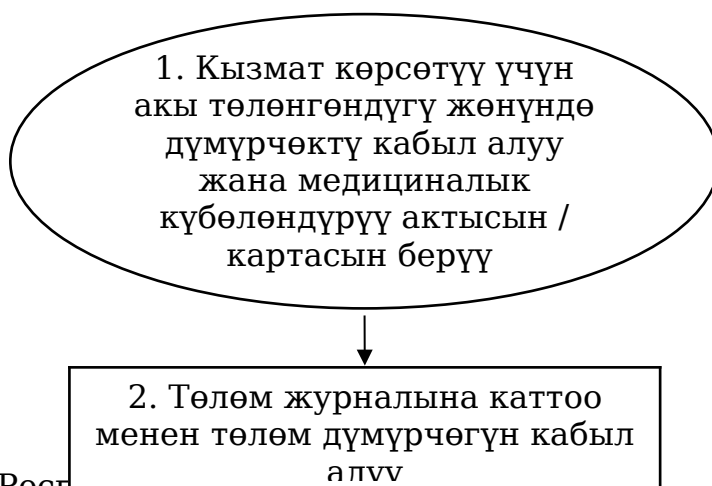 1. Кызмат көрсөтүү үчүн
акы төлөнгөндүгү жөнүндө
дүмүрчөктү кабыл алуу
жана медициналык
күбөлөндүрүү актысын /
картасын берүү
2. Төлөм журналына каттоо
менен төлөм дүмүрчөгүн кабыл
алуу